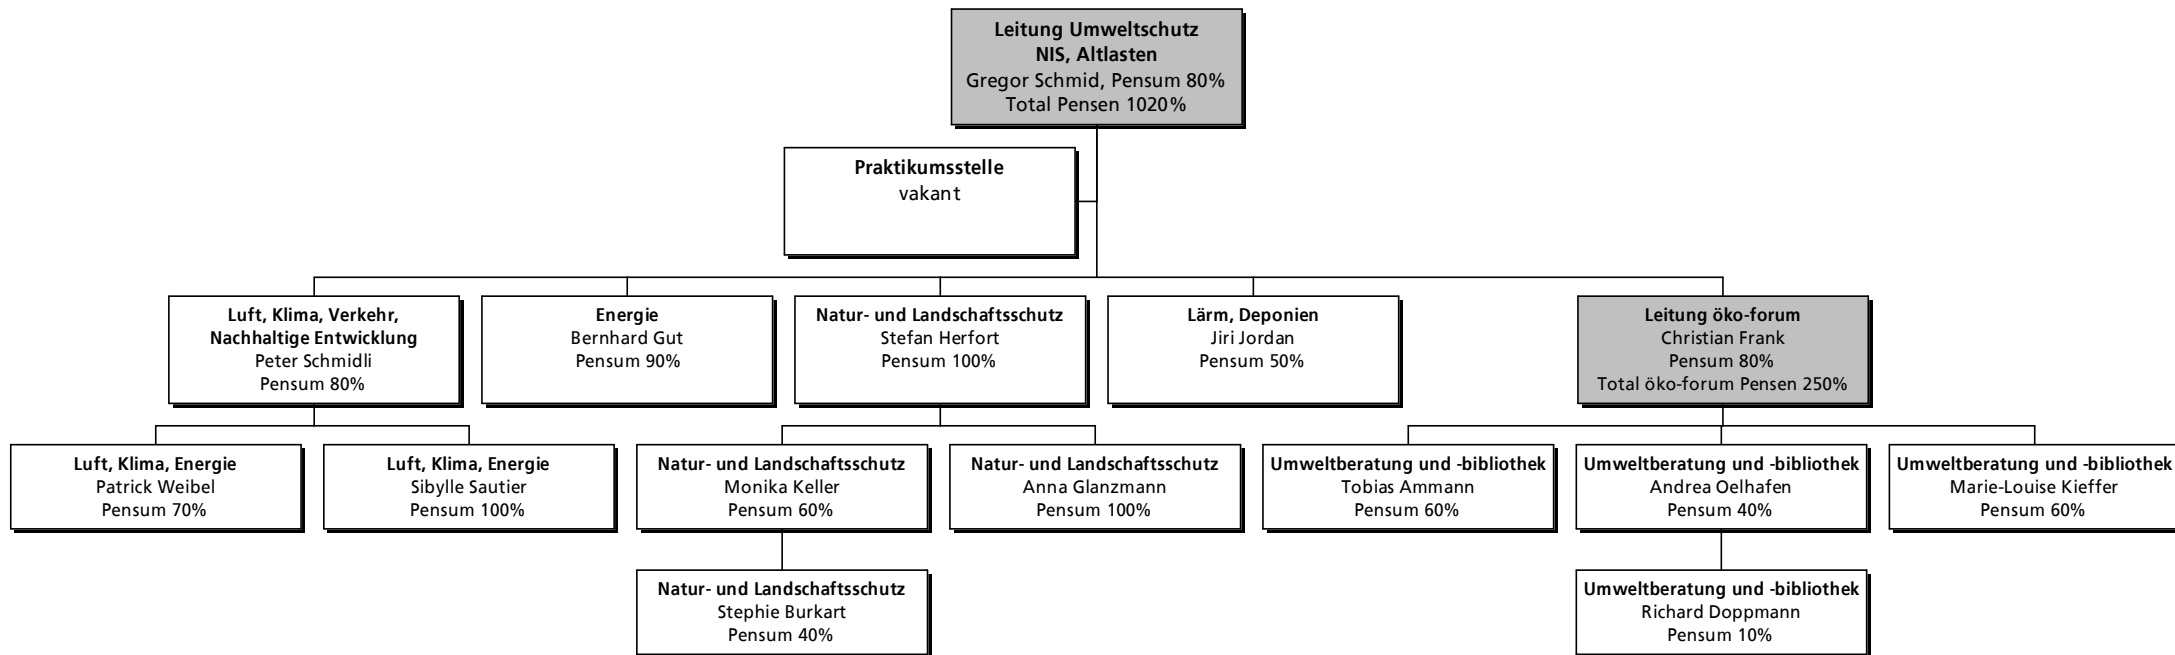 Leitung Umweltschutz
NIS, Altlasten
Gregor Schmid, Pensum 80%
Total Pensen 1020%
Praktikumsstelle
vakant
Luft, Klima, Verkehr,
Nachhaltige Entwicklung
Peter Schmidli
Pensum 80%
Energie
Bernhard Gut
Pensum 90%
Natur- und Landschaftsschutz
Stefan Herfort
Pensum 100%
Lärm, Deponien
Jiri Jordan
Pensum 50%
Leitung öko-forum
Christian Frank
Pensum 80%
Total öko-forum Pensen 250%
Luft, Klima, Energie
Patrick Weibel
Pensum 70%
Luft, Klima, Energie
Sibylle Sautier
Pensum 100%
Natur- und Landschaftsschutz
Monika Keller
Pensum 60%
Natur- und Landschaftsschutz
Anna Glanzmann
Pensum 100%
Umweltberatung und -bibliothek
Tobias Ammann
Pensum 60%
Umweltberatung und -bibliothek
Andrea Oelhafen
Pensum 40%
Umweltberatung und -bibliothek
Marie-Louise Kieffer
Pensum 60%
Natur- und Landschaftsschutz
Stephie Burkart
Pensum 40%
Umweltberatung und -bibliothek
Richard Doppmann
Pensum 10%